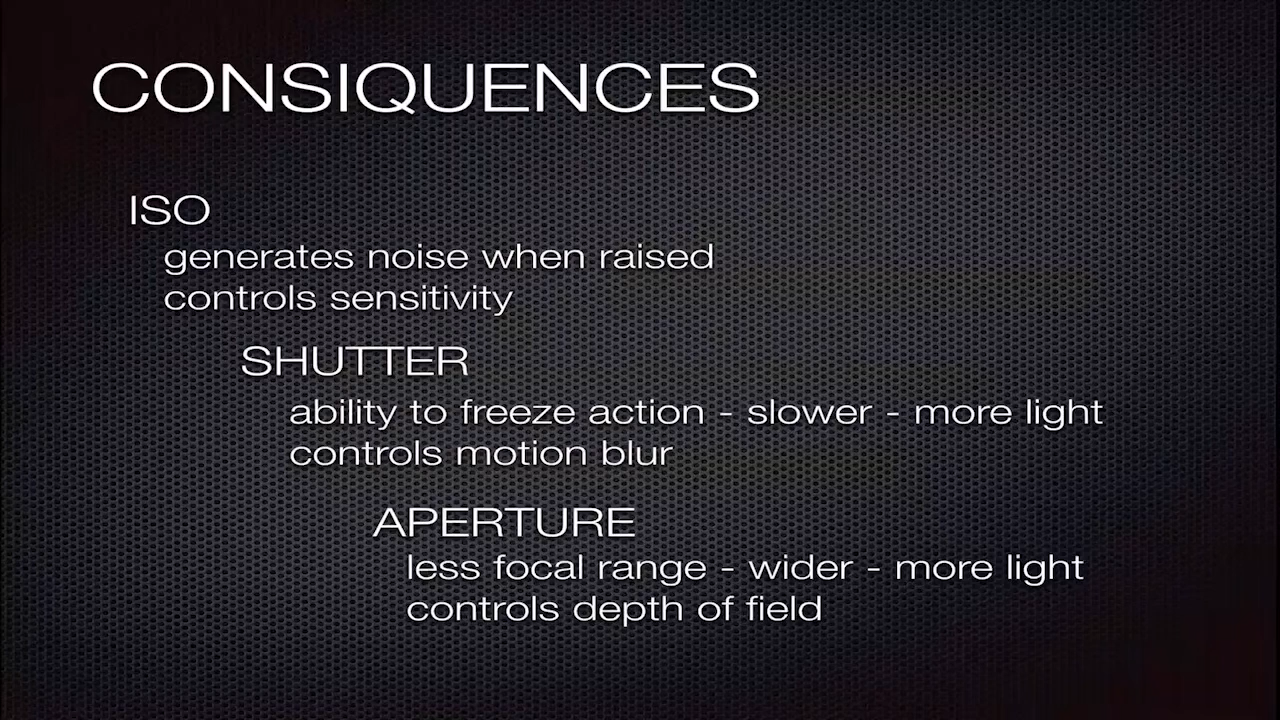 CONSIQUENCES
ISO
generates noise when raised
controls sensitivity
SHUTTER
ability to freeze action - slower - more light
controls motion blur
APERTURE
less focal range - wider - more light
controls depth of field